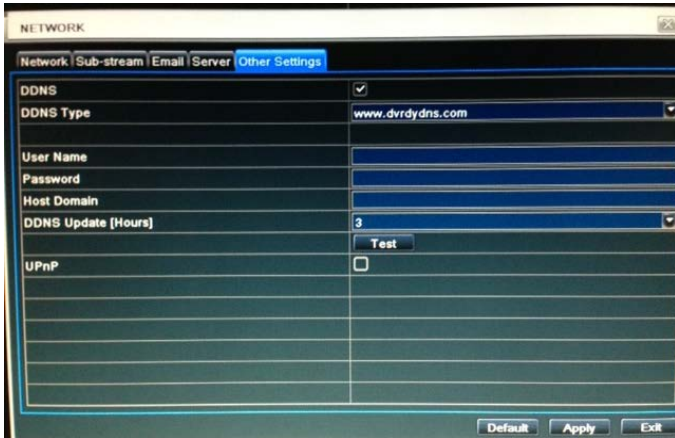 NETWORK
Network Sub-stream Email Server Other Settings
DDNS
DDNS Type www.dvrdydns.com
User Name
Password
Host Domain
DDNS Update [Hours] 3
Test
UPnP
Default Apply Exit